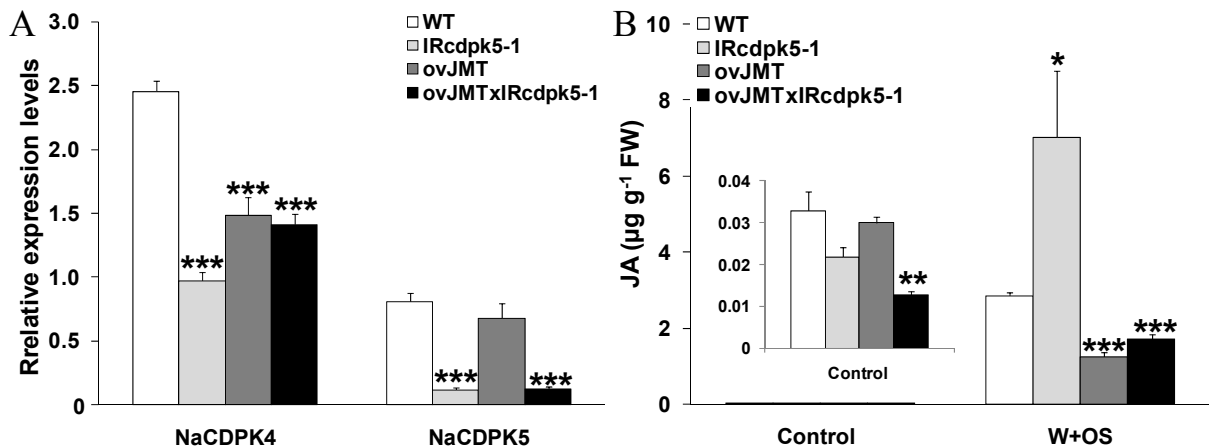 A
Rrelative expression levels
3.0
2.5
2.0
1.5
1.0
0.5
0
WT
IRcdpk5-1
ovJMT
ovJMTxIRcdpk5-1
***
***
***
***
***
NaCDPK4
NaCDPK5
B
JA (µg g-1 FW)
8
6
4
2
0
WT
IRcdpk5-1
ovJMT
ovJMTxIRcdpk5-1
0.04
0.03
0.02
0.01
0
**
Control
*
***
***
Control
W+OS